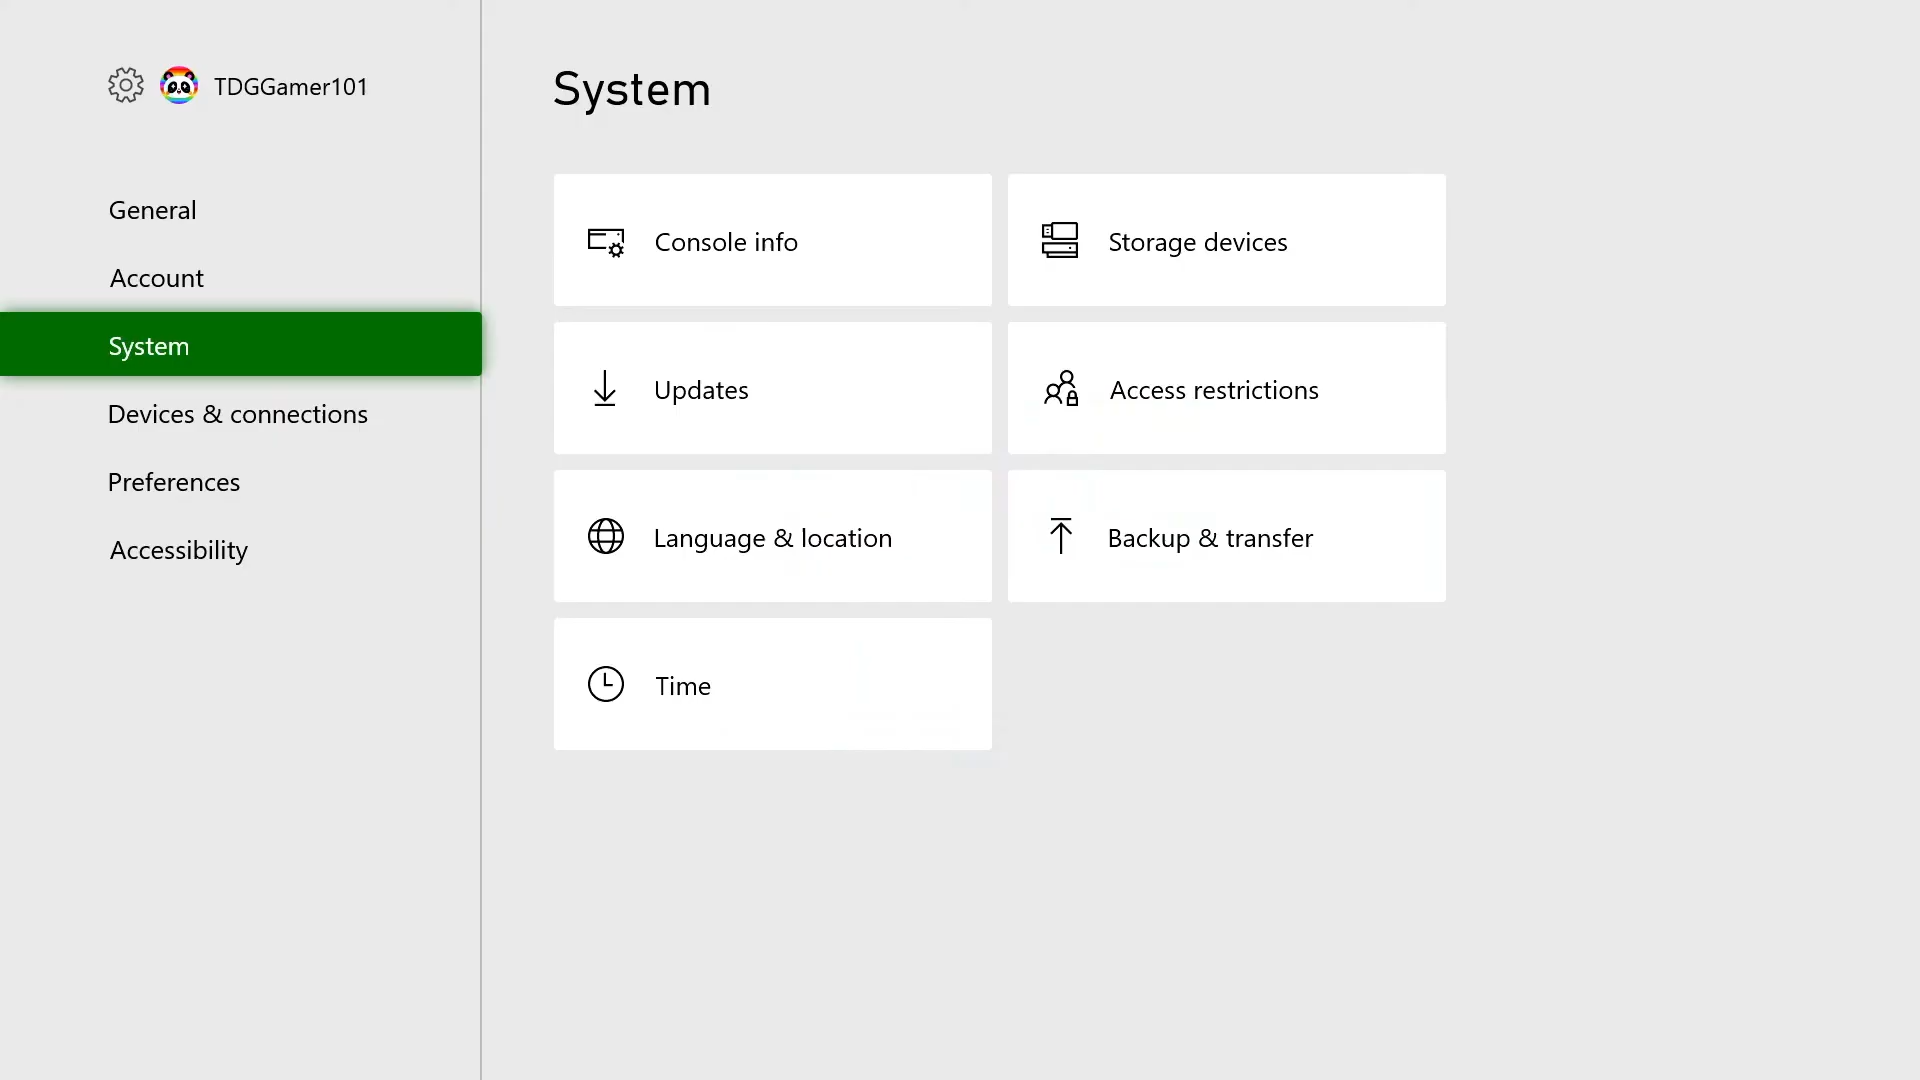 TDGGamer101
General
Account
System
Devices & connections
Preferences
Accessibility
System
Console info
Storage devices
Updates
Access restrictions
Language & location
Backup & transfer
Time